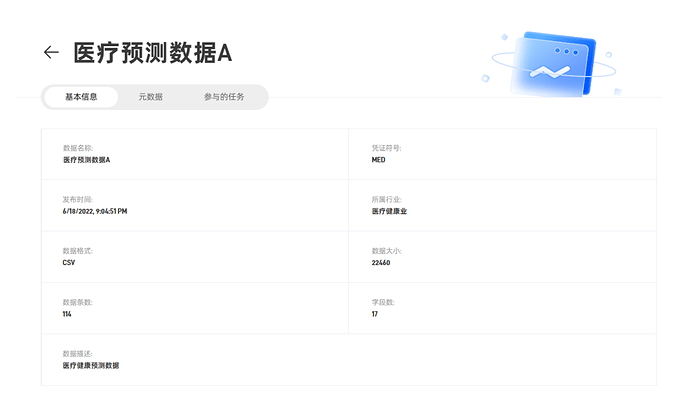 医疗预测数据A
基本信息 元数据 参与的任务
数据名称: 凭证符号:
医疗预测数据A MED
发布时间: 所属行业:
6/18/2022, 9:04:51 PM 医疗健康业
数据格式: 数据大小:
CSV 22460
数据条数: 字段数:
114 17
数据描述:
医疗健康预测数据